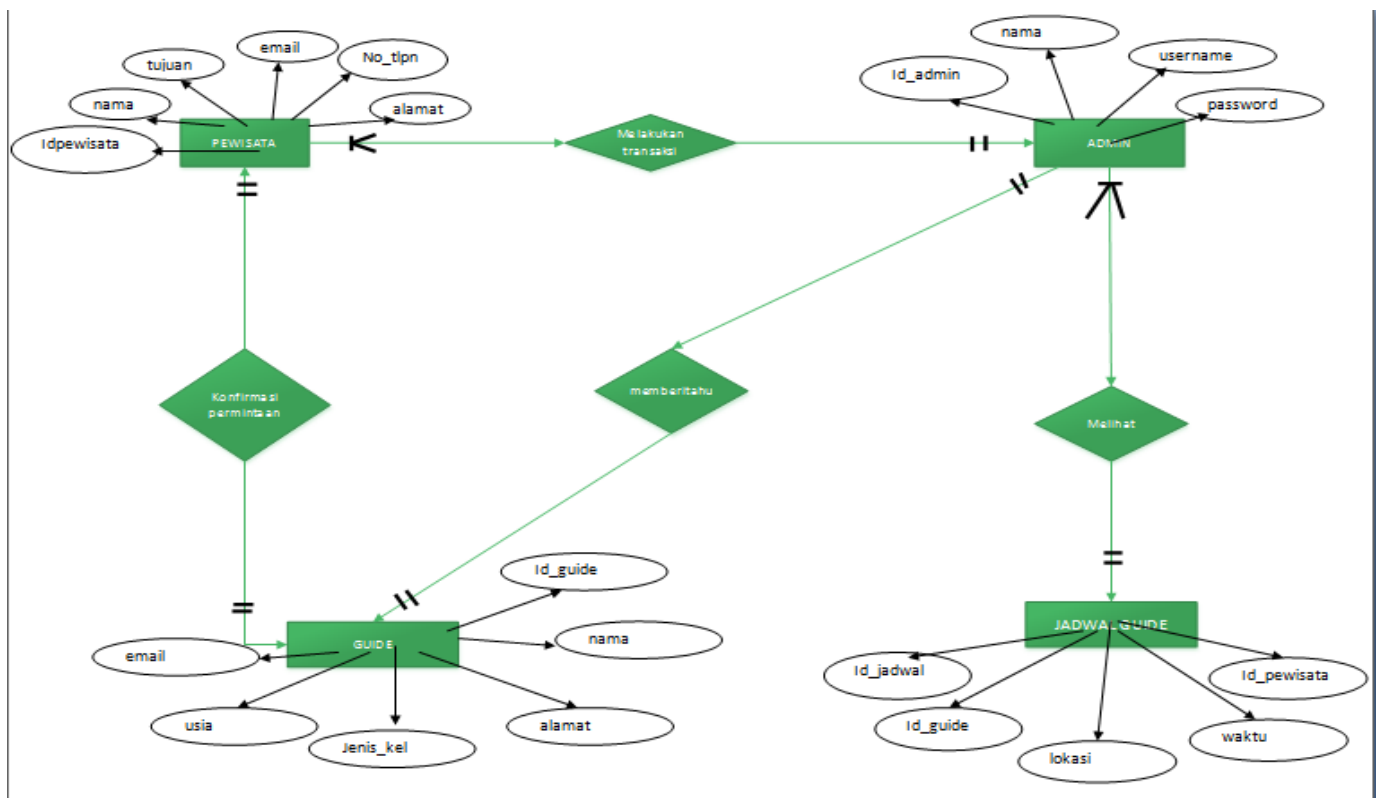 nama
email
No_tlpn
username
tujuan
Id_admin
nama
alamat
password
Idpewisata
PEWISATA
Melakukan
transaksi
ADMIN
Konfirmasi
permintaan
memberitahu
Melihat
Id_guide
nama
GUIDE
JADWAL GUIDE
email
Id_jadwal
Id_pewisata
usia
alamat
Id_guide
waktu
Jenis_kel
lokasi